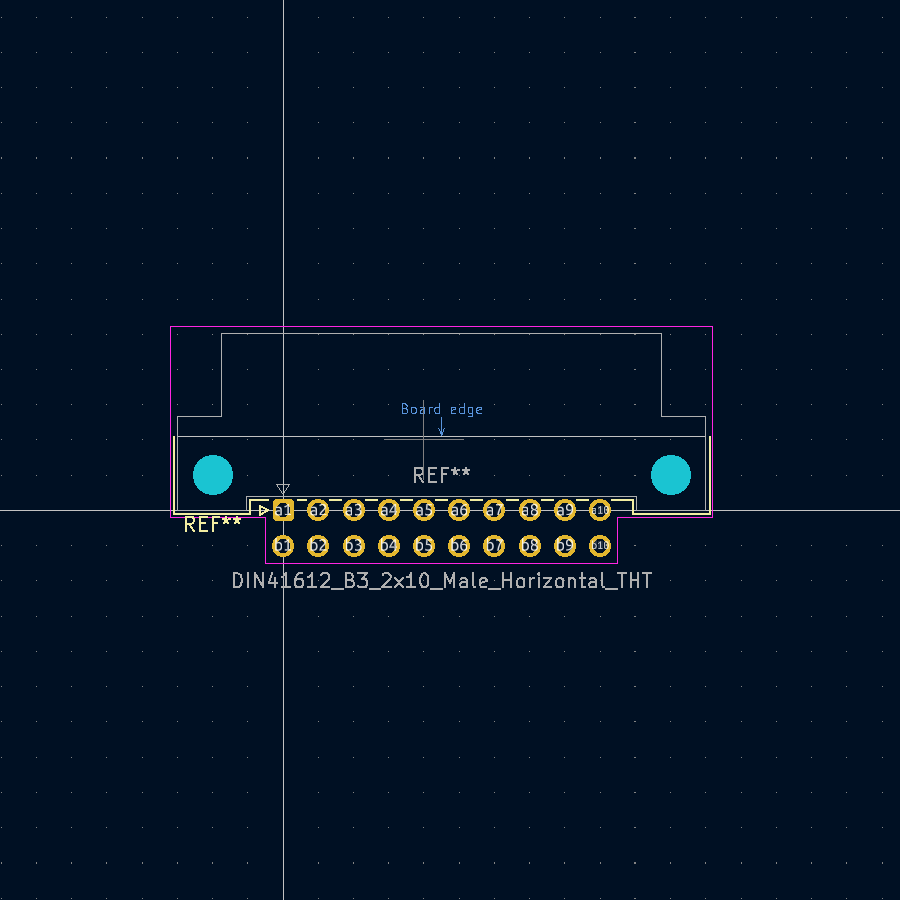 Board edge
REF**
a1 a2 a3 a4 a5 a6 a7 a8 a9 a10
REF**
b1 b2 b3 b4 b5 b6 b7 b8 b9 b10
DIN41612_B3_2x10_Male_Horizontal_THT